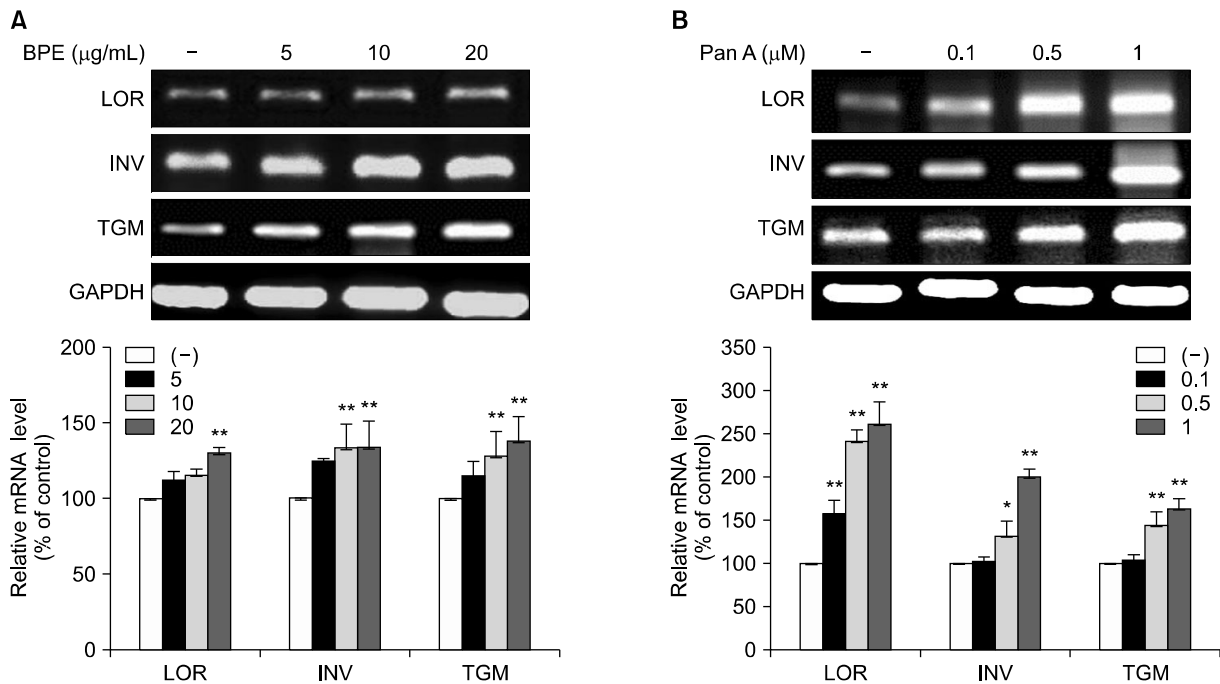 A
BPE (μg/mL) − 5 10 20
LOR
INV
TGM
GAPDH
200
150
100
50
0
Relative mRNA level
(% of control)
(−)
5
10
20
**
** **
** **
LOR INV TGM
B
Pan A (μM) − 0.1 0.5 1
LOR
INV
TGM
GAPDH
350
300
250
200
150
100
50
0
Relative mRNA level
(% of control)
(−)
0.1
0.5
1
** ** **
* **
** **
LOR INV TGM